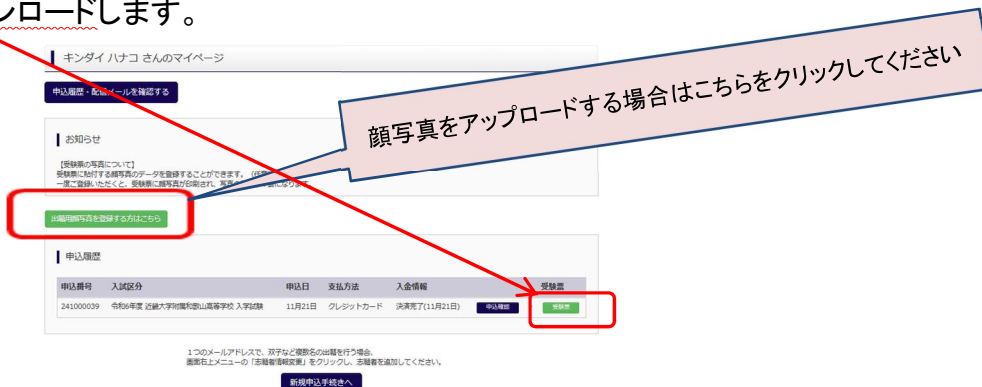 ンロードします。
キンダイ ハナコ さんのマイページ
申込履歴・配信メールを確認する
顔写真をアップロードする場合はこちらをクリックしてください
お知らせ
【受験票の写真について】
受験票に貼付する顔写真のデータを登録することができます。（任意
一度ご登録いただくと、受験票に顔写真が印刷され、写真
になります。
出願用顔写真を登録する方はこちら
申込履歴
申込番号 入試区分 申込日 支払方法 入金情報 受験票
241000039 令和6年度 近畿大学附属和歌山高等学校 入学試験 11月21日 クレジットカード 決済完了(11月21日) 申込確認 受験票
1つのメールアドレスで、双子など複数名の出願を行う場合、
画面右上メニューの「志願者情報変更」をクリックし、志願者を追加してください。
新規申込手続きへ